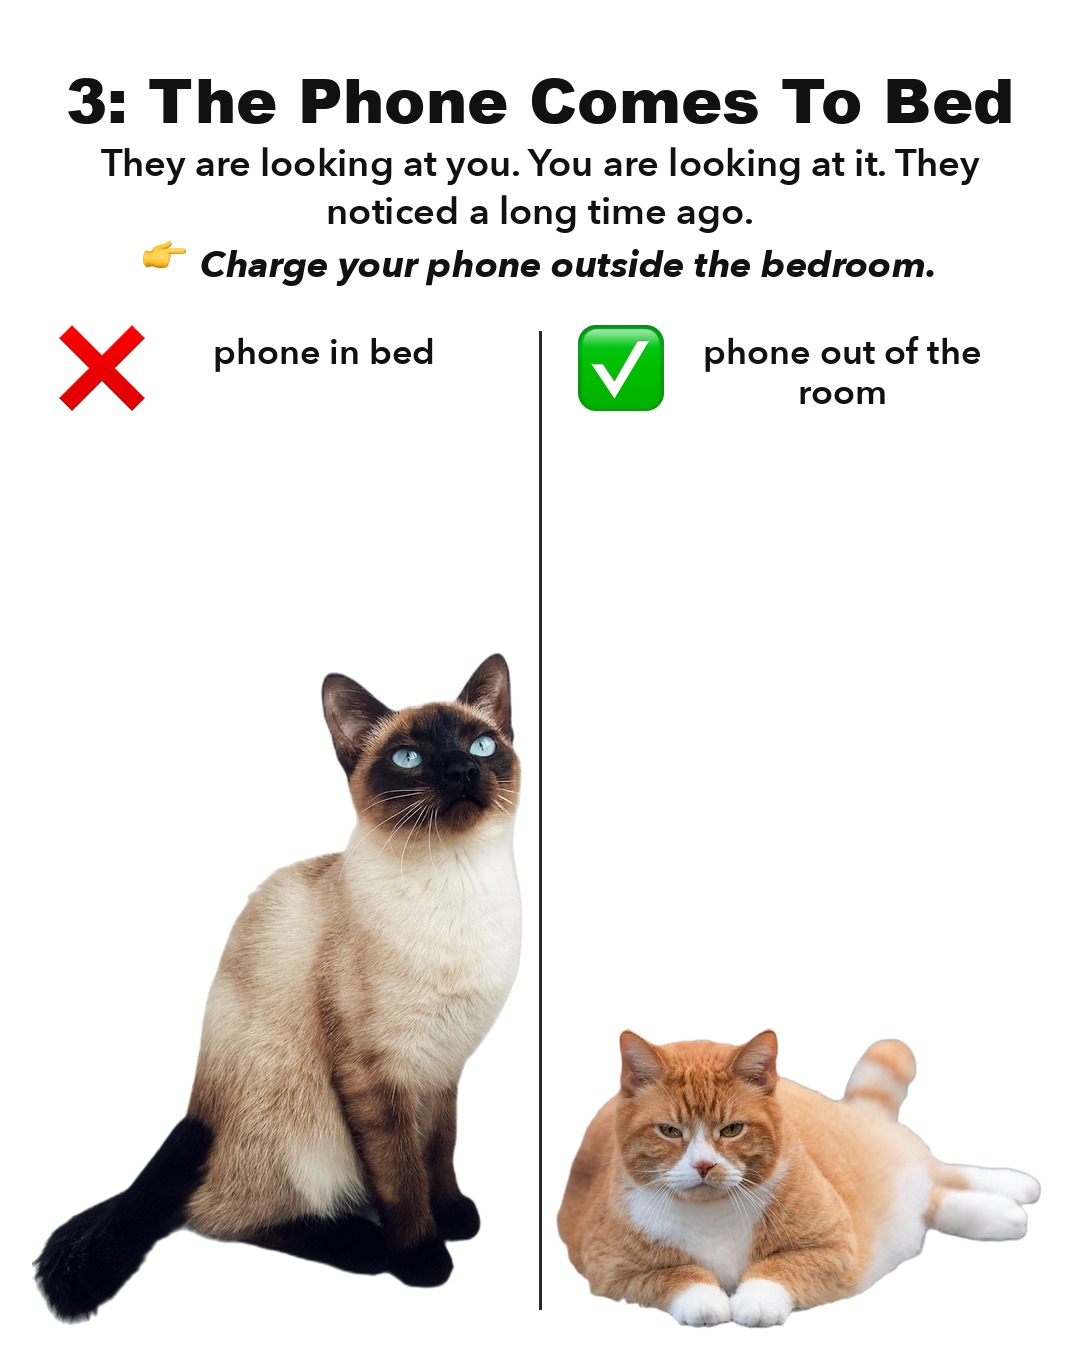 3: The Phone Comes To Bed
They are looking at you. You are looking at it. They
noticed a long time ago.
👉 Charge your phone outside the bedroom.
phone in bed
phone out of the
room